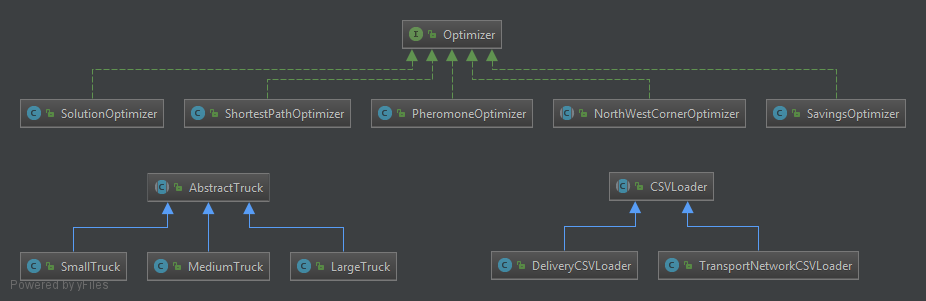 I Optimizer
C SolutionOptimizer C ShortestPathOptimizer C PheromoneOptimizer C NorthWestCornerOptimizer C SavingsOptimizer
C AbstractTruck C CSVLoader
C SmallTruck C MediumTruck C LargeTruck C DeliveryCSVLoader C TransportNetworkCSVLoader
Powered by yFiles